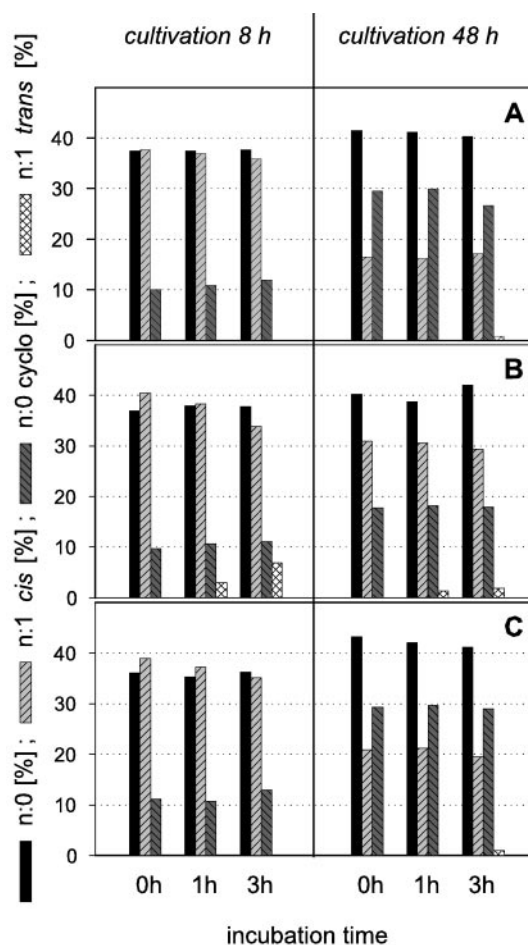 cultivation 8 h
cultivation 48 h
n:0 [%] ; n:1 cis [%] ; n:0 cyclo [%] ; n:1 trans [%]
A
40
30
20
10
0
B
40
30
20
10
0
C
40
30
20
10
0
0h 1h 3h 0h 1h 3h
incubation time